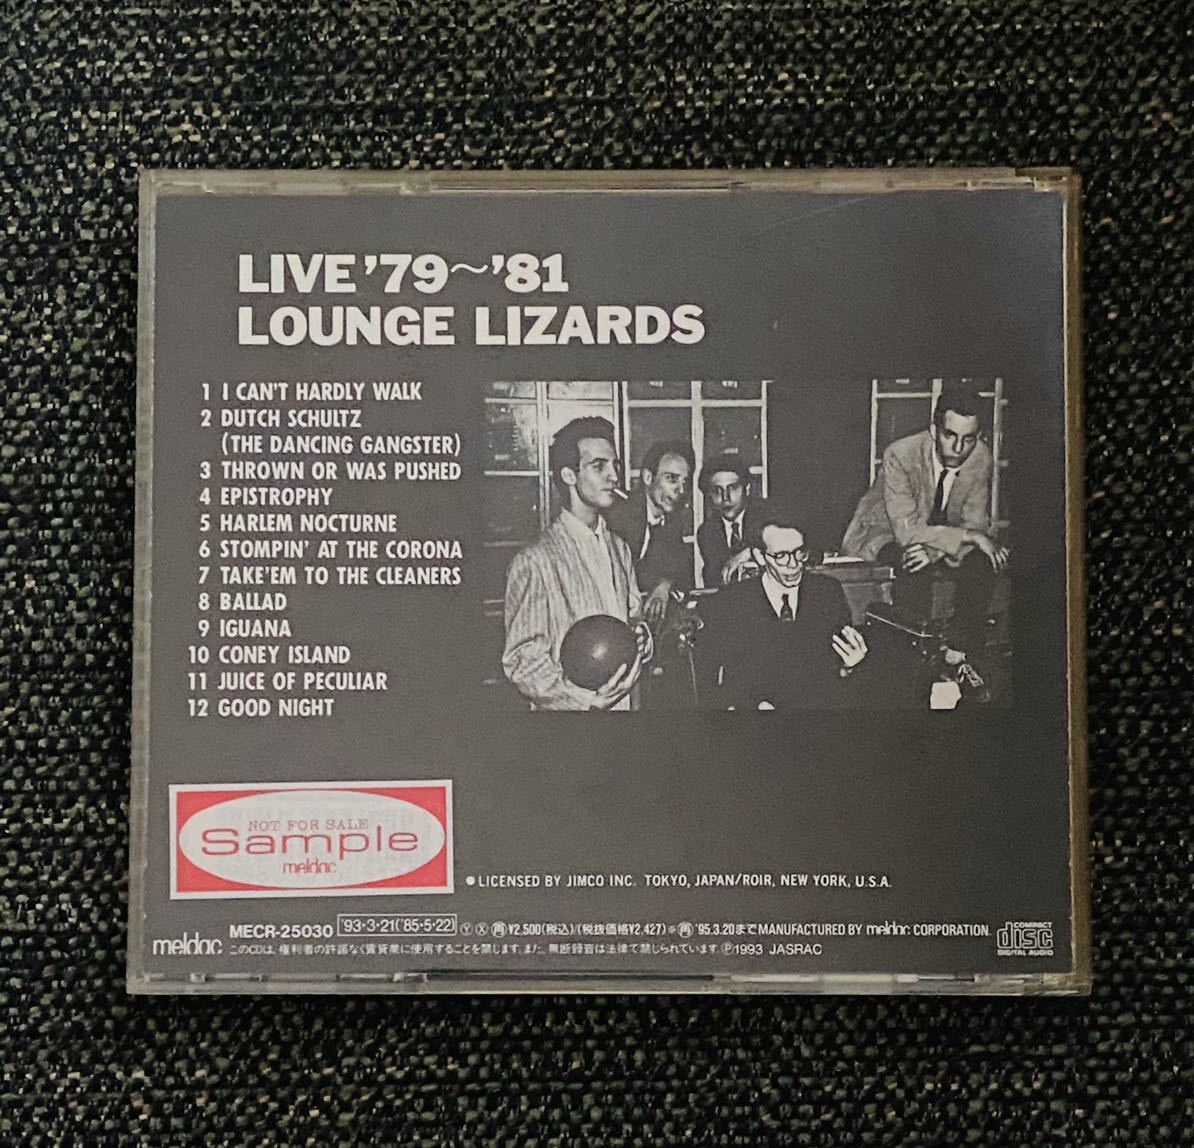 LIVE '79〜'81
LOUNGE LIZARDS
1 I CAN'T HARDLY WALK
2 DUTCH SCHULTZ
(THE DANCING GANGSTER)
3 THROWN OR WAS PUSHED
4 EPISTROPHY
5 HARLEM NOCTURNE
6 STOMPIN' AT THE CORONA
7 TAKE'EM TO THE CLEANERS
8 BALLAD
9 IGUANA
10 CONEY ISLAND
11 JUICE OF PECULIAR
12 GOOD NIGHT
NOT FOR SALE
Sample
meldac
●LICENSED BY JIMCO INC. TOKYO, JAPAN/ROIR, NEW YORK, U.S.A.
meldac
MECR-25030 '93·3·21('85·5·22) Ⓨ Ⓧ 再 ¥2,500(税込)/(税抜価格¥2,427)※再 '95.3.20まで MANUFACTURED BY meldac CORPORATION.
このCDは、権利者の許諾なく賃貸業に使用することを禁じます。また、無断録音は法律で禁じられています。Ⓟ1993 JASRAC
COMPACT
disc
DIGITAL AUDIO